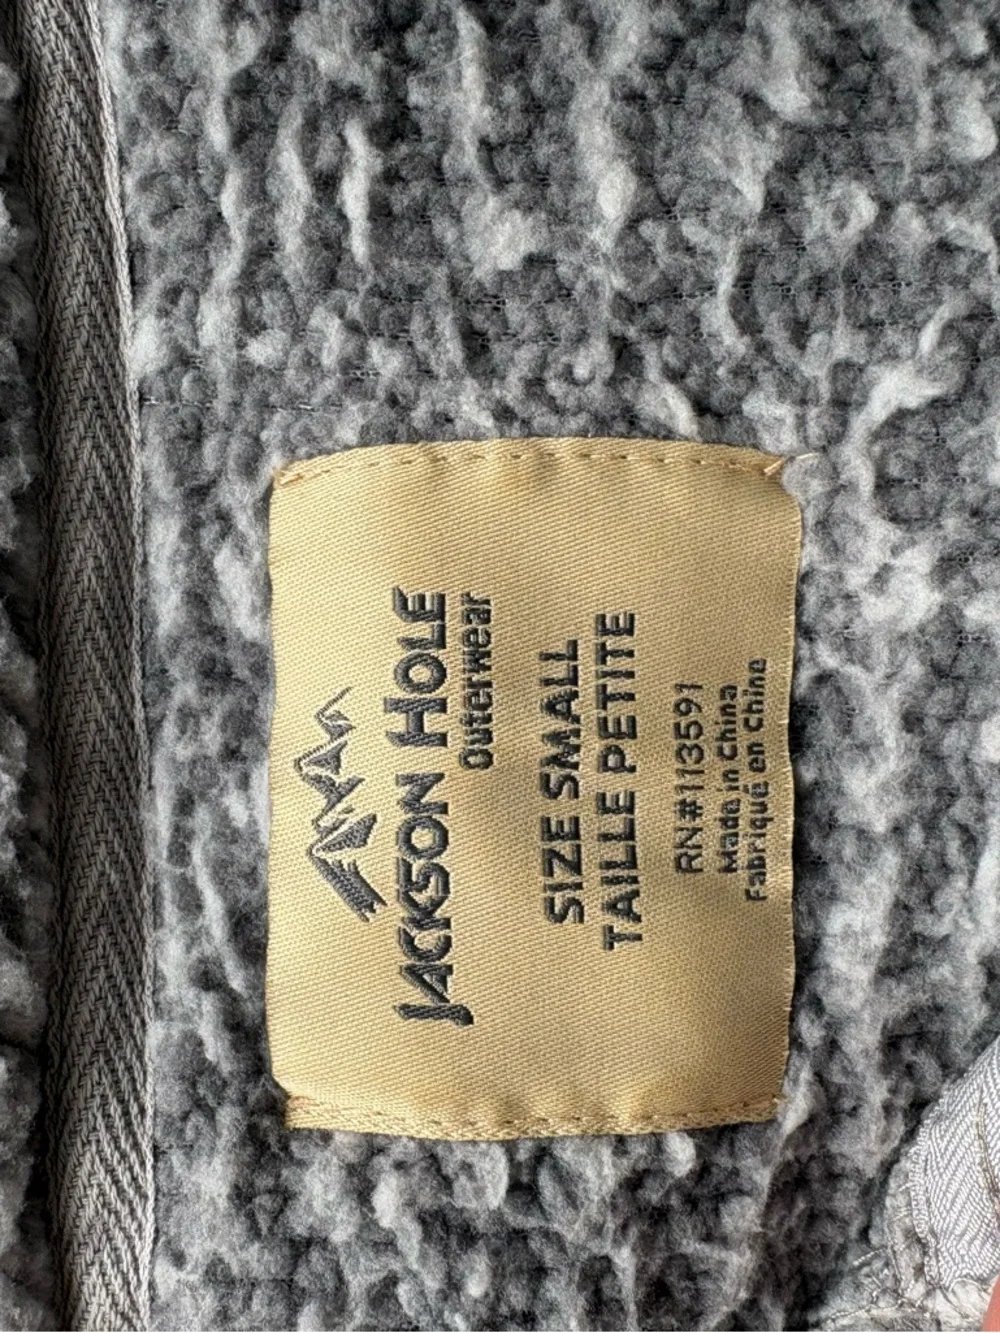 JACKSON HOLE
Outerwear
SIZE SMALL
TAILLE PETITE
RN#113591
Made in China
Fabriqué en Chine